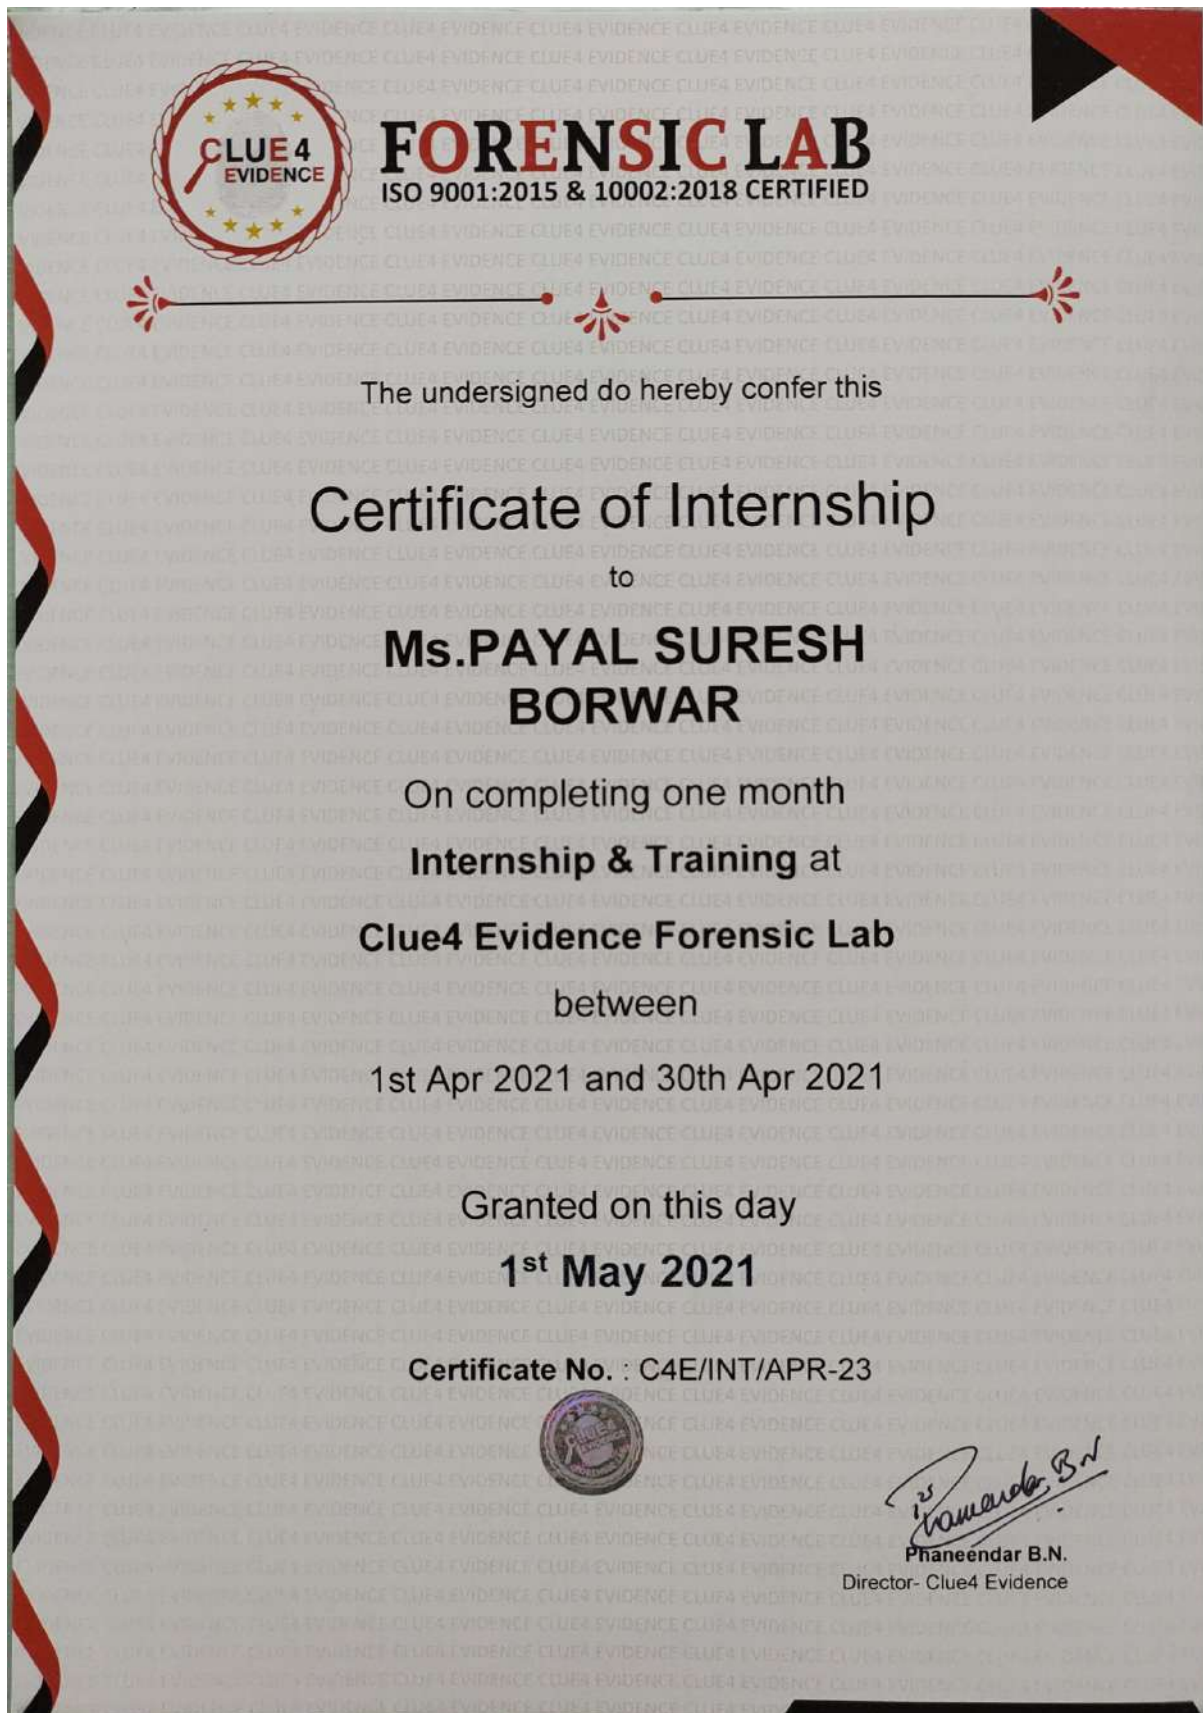 CLUE 4
EVIDENCE
FORENSIC LAB
ISO 9001:2015 & 10002:2018 CERTIFIED
The undersigned do hereby confer this
Certificate of Internship
to
Ms.PAYAL SURESH
BORWAR
On completing one month
Internship & Training at
Clue4 Evidence Forensic Lab
between
1st Apr 2021 and 30th Apr 2021
Granted on this day
1st May 2021
Certificate No. : C4E/INT/APR-23
Phaneendar B.N.
Director- Clue4 Evidence